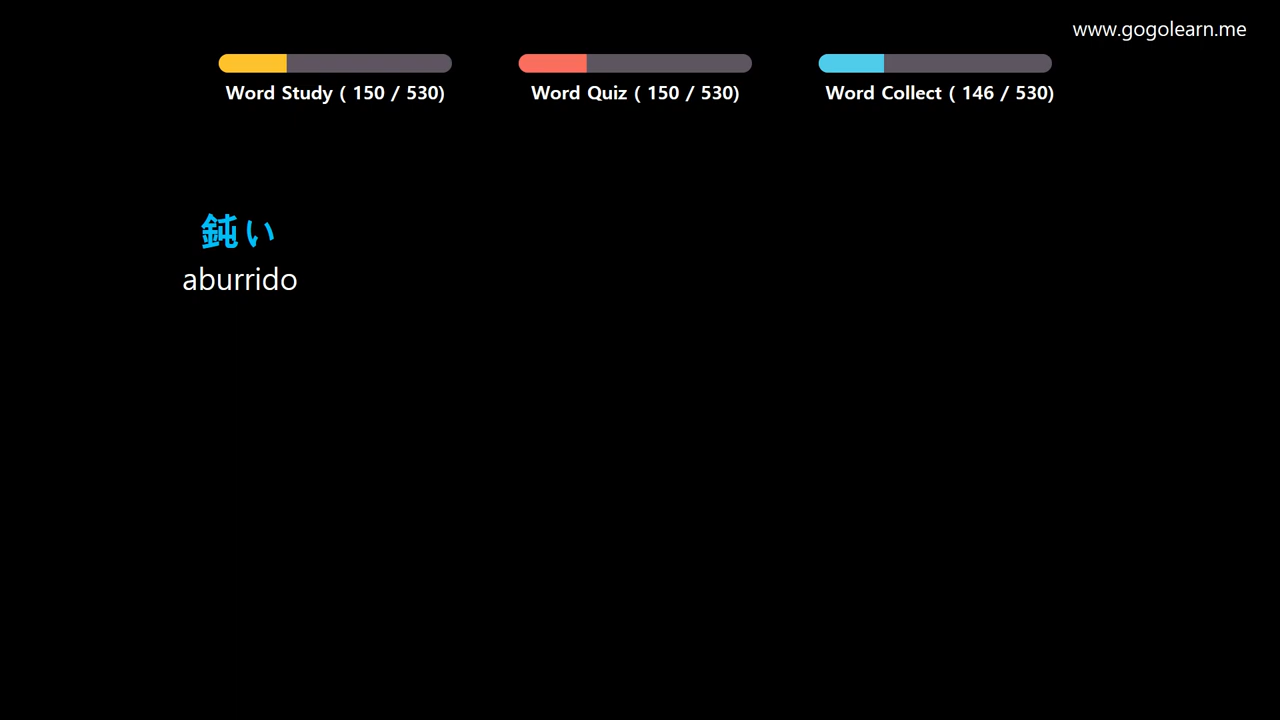 www.gogolearn.me
Word Study ( 150 / 530)
Word Quiz ( 150 / 530)
Word Collect ( 146 / 530)
鈍い
aburrido